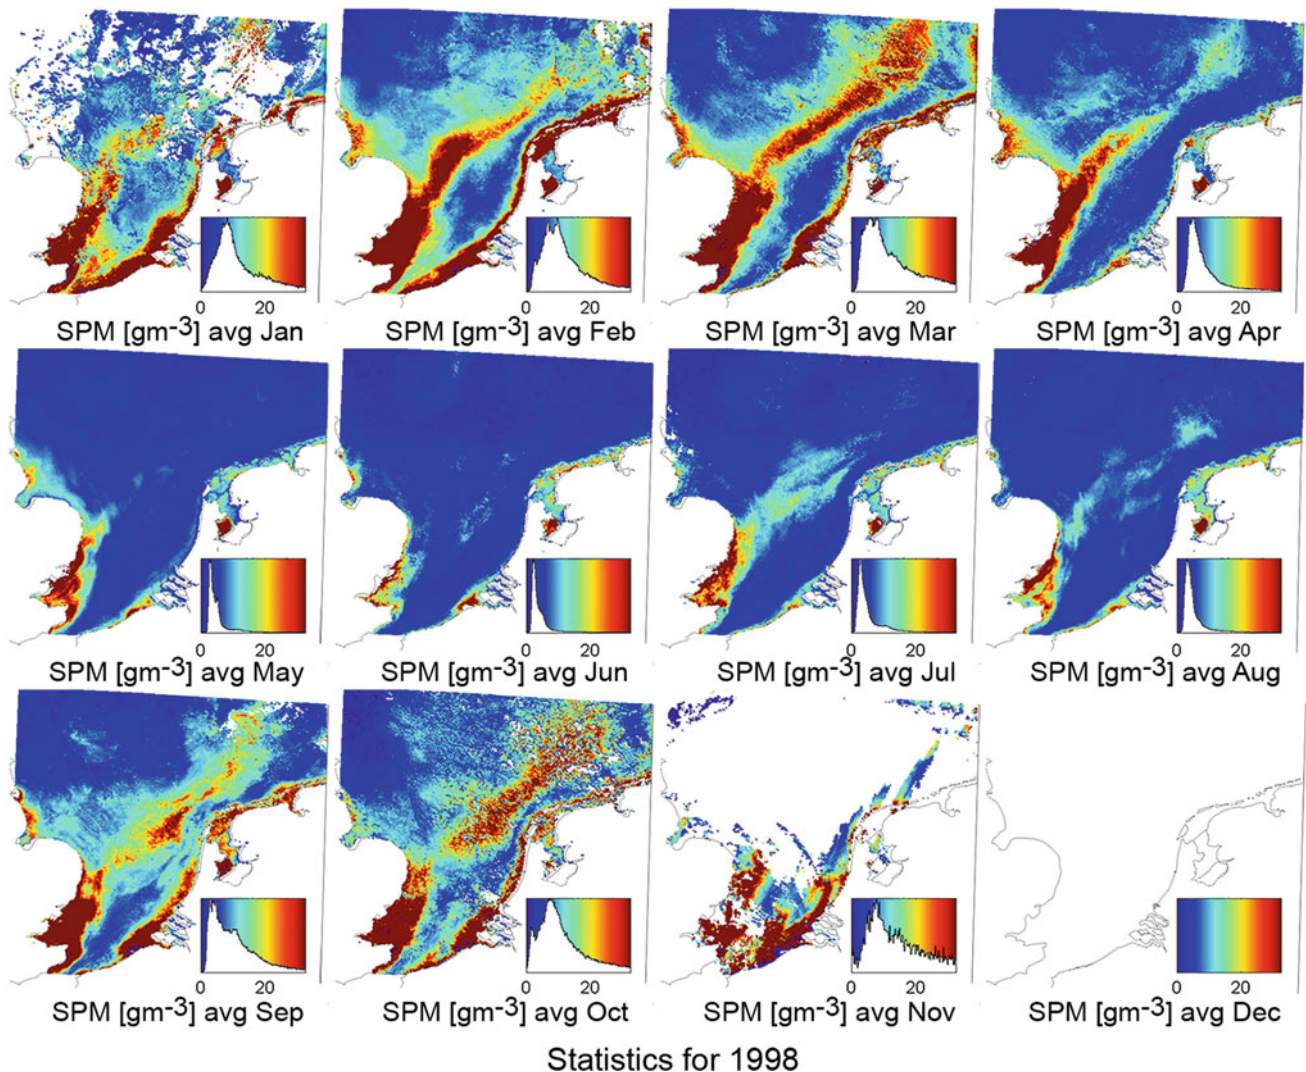 0 20
0 20
0 20
0 20
SPM [gm-3] avg Jan
SPM [gm-3] avg Feb
SPM [gm-3] avg Mar
SPM [gm-3] avg Apr
0 20
0 20
0 20
0 20
SPM [gm-3] avg May
SPM [gm-3] avg Jun
SPM [gm-3] avg Jul
SPM [gm-3] avg Aug
0 20
0 20
0 20
0 20
SPM [gm-3] avg Sep
SPM [gm-3] avg Oct
SPM [gm-3] avg Nov
SPM [gm-3] avg Dec
Statistics for 1998